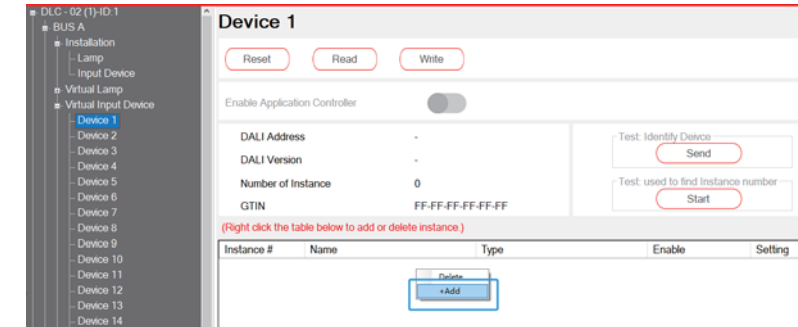 DLC - 02 (1)-ID:1
BUS A
Installation
Lamp
Input Device
Virtual Lamp
Virtual Input Device
Device 1
Device 2
Device 3
Device 4
Device 5
Device 6
Device 7
Device 8
Device 9
Device 10
Device 11
Device 12
Device 13
Device 14
Device 1
Reset Read Write
Enable Application Controller
DALI Address -
DALI Version -
Number of Instance 0
GTIN FF-FF-FF-FF-FF-FF
Test: Identify Deivce
Send
Test: used to find Instance number
Start
(Right click the table below to add or delete instance.)
Instance # Name Type Enable Setting
Delete
+Add